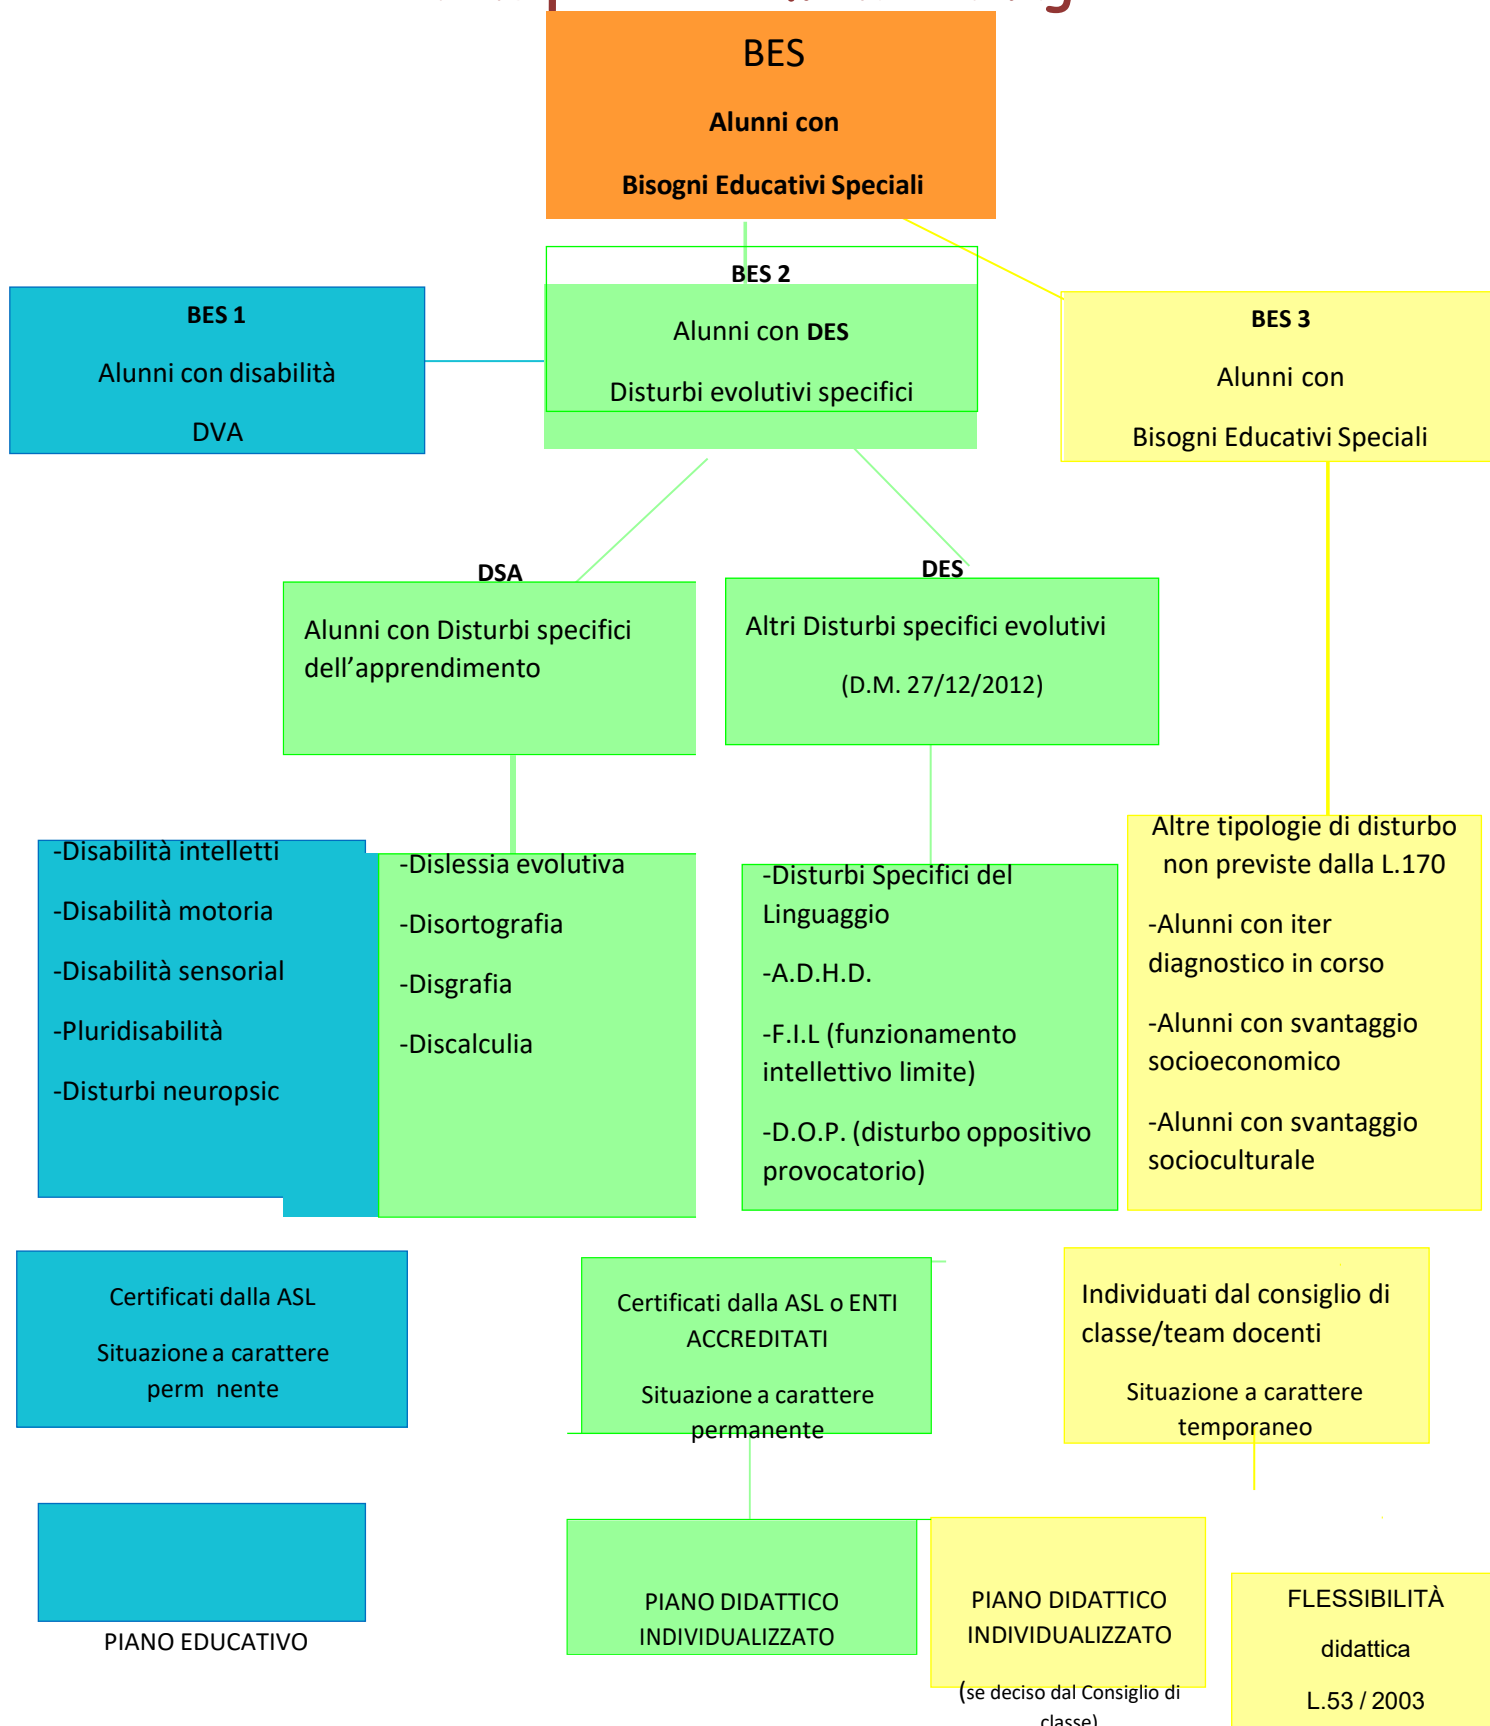 BES
Alunni con
Bisogni Educativi Speciali
BES 1
Alunni con disabilità
DVA
BES 2
Alunni con DES
Disturbi evolutivi specifici
BES 3
Alunni con
Bisogni Educativi Speciali
DSA
Alunni con Disturbi specifici
dell’apprendimento
DES
Altri Disturbi specifici evolutivi
(D.M. 27/12/2012)
-Disabilità intelletti
-Disabilità motoria
-Disabilità sensorial
-Pluridisabilità
-Disturbi neuropsic
-Dislessia evolutiva
-Disortografia
-Disgrafia
-Discalculia
-Disturbi Specifici del
Linguaggio
-A.D.H.D.
-F.I.L (funzionamento
intellettivo limite)
-D.O.P. (disturbo oppositivo
provocatorio)
Altre tipologie di disturbo
non previste dalla L.170
-Alunni con iter
diagnostico in corso
-Alunni con svantaggio
socioeconomico
-Alunni con svantaggio
socioculturale
Certificati dalla ASL
Situazione a carattere
perm nente
Certificati dalla ASL o ENTI
ACCREDITATI
Situazione a carattere
permanente
Individuati dal consiglio di
classe/team docenti
Situazione a carattere
temporaneo
PIANO EDUCATIVO
PIANO DIDATTICO
INDIVIDUALIZZATO
PIANO DIDATTICO
INDIVIDUALIZZATO
(se deciso dal Consiglio di
classe)
FLESSIBILITÀ
didattica
L.53 / 2003